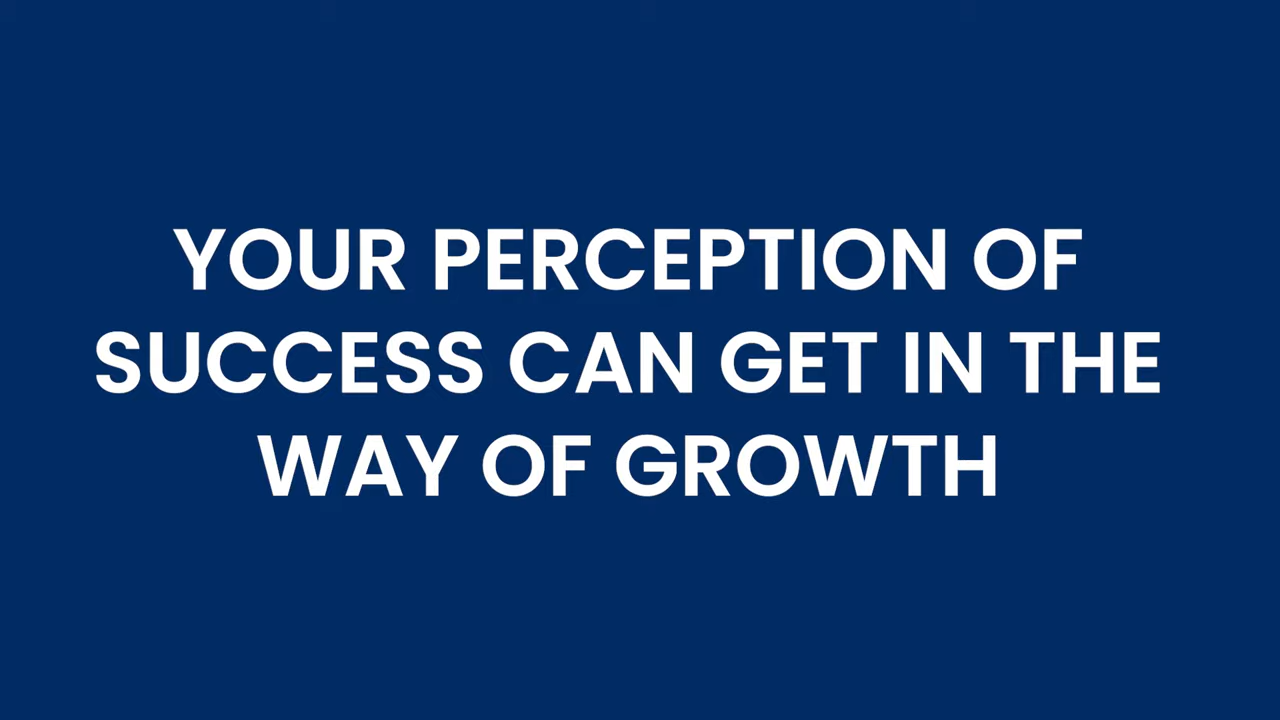 YOUR PERCEPTION OF
SUCCESS CAN GET IN THE
WAY OF GROWTH